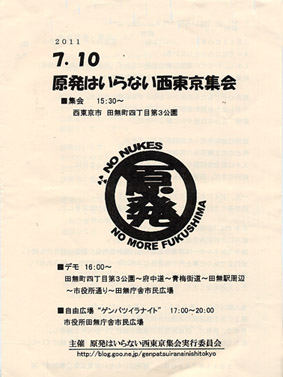 2011
7.10
原発はいらない西東京集会
■集会 15:30～
西東京市 田無町四丁目第3公園
NO NUKES
原発
NO MORE FUKUSHIMA
■デモ 16:00～
田無町四丁目第3公園～府中道～青梅街道～田無駅周辺
～市役所通り～田無庁舎市民広場
■自由広場 “ゲンパツイラナイト” 17:00～20:00
市役所田無庁舎市民広場
主催 原発はいらない西東京集会実行委員会
http://blog.goo.ne.jp/genpatsuiranainishitokyo